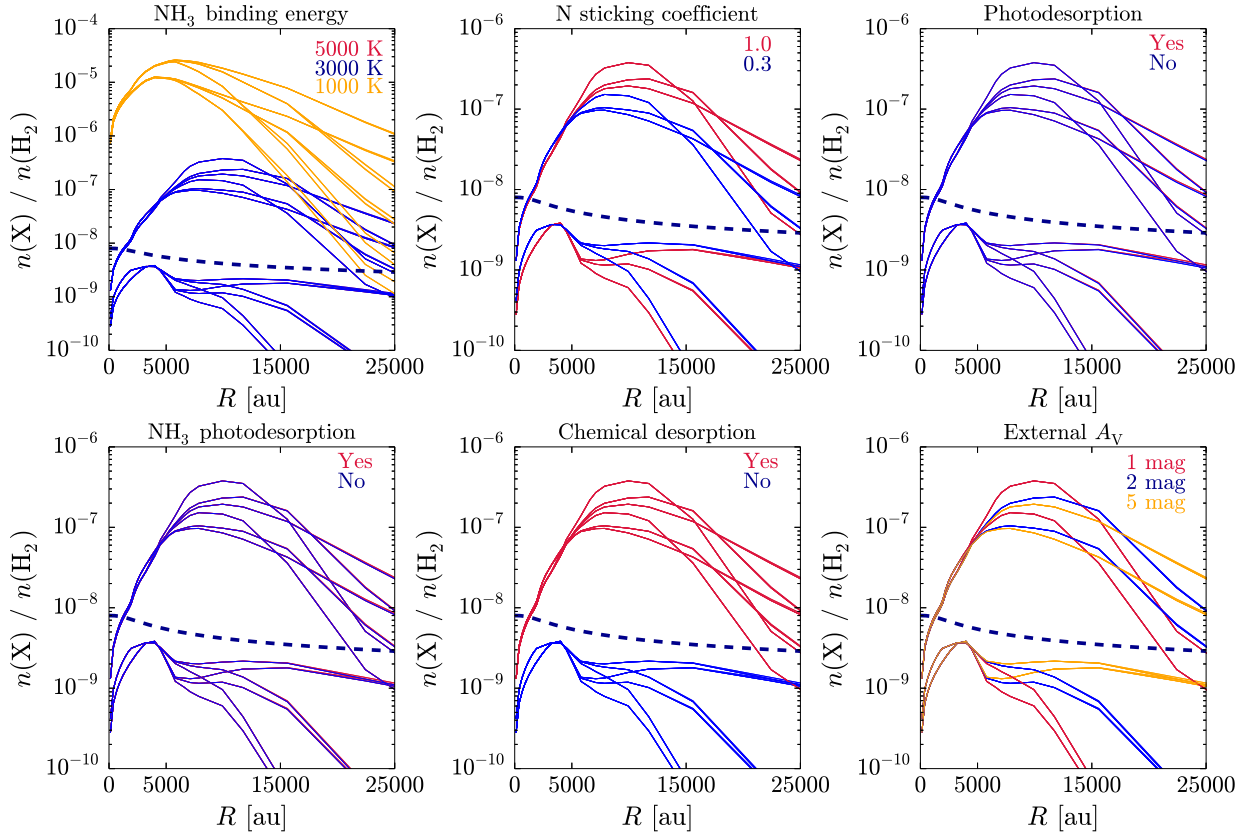 NH₃ binding energy
5000 K
3000 K
1000 K
10⁻⁴
10⁻⁵
10⁻⁶
10⁻⁷
10⁻⁸
10⁻⁹
10⁻¹⁰
n(X) / n(H₂)
0 5000 15000 25000
R [au]
N sticking coefficient
1.0
0.3
10⁻⁶
10⁻⁷
10⁻⁸
10⁻⁹
10⁻¹⁰
n(X) / n(H₂)
0 5000 15000 25000
R [au]
Photodesorption
Yes
No
10⁻⁶
10⁻⁷
10⁻⁸
10⁻⁹
10⁻¹⁰
n(X) / n(H₂)
0 5000 15000 25000
R [au]
NH₃ photodesorption
Yes
No
10⁻⁶
10⁻⁷
10⁻⁸
10⁻⁹
10⁻¹⁰
n(X) / n(H₂)
0 5000 15000 25000
R [au]
Chemical desorption
Yes
No
10⁻⁶
10⁻⁷
10⁻⁸
10⁻⁹
10⁻¹⁰
n(X) / n(H₂)
0 5000 15000 25000
R [au]
External A_V
1 mag
2 mag
5 mag
10⁻⁶
10⁻⁷
10⁻⁸
10⁻⁹
10⁻¹⁰
n(X) / n(H₂)
0 5000 15000 25000
R [au]